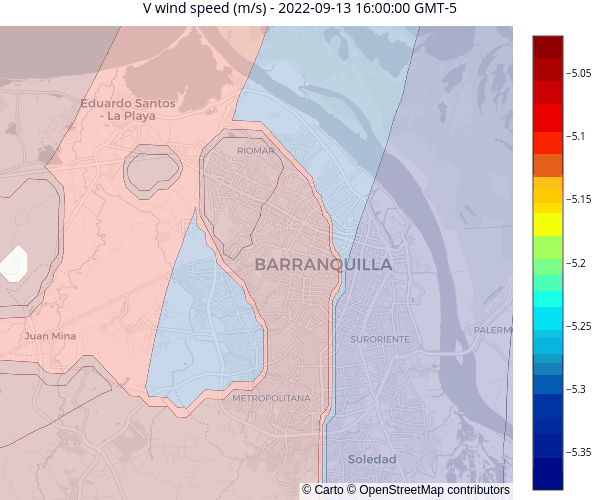 V wind speed (m/s) - 2022-09-13 16:00:00 GMT-5
Eduardo Santos
- La Playa
RIOMAR
BARRANQUILLA
Juan Mina
SURORIENTE
PALERM
METROPOLITANA
Soledad
© Carto © OpenStreetMap contributors
−5.05
−5.1
−5.15
−5.2
−5.25
−5.3
−5.35